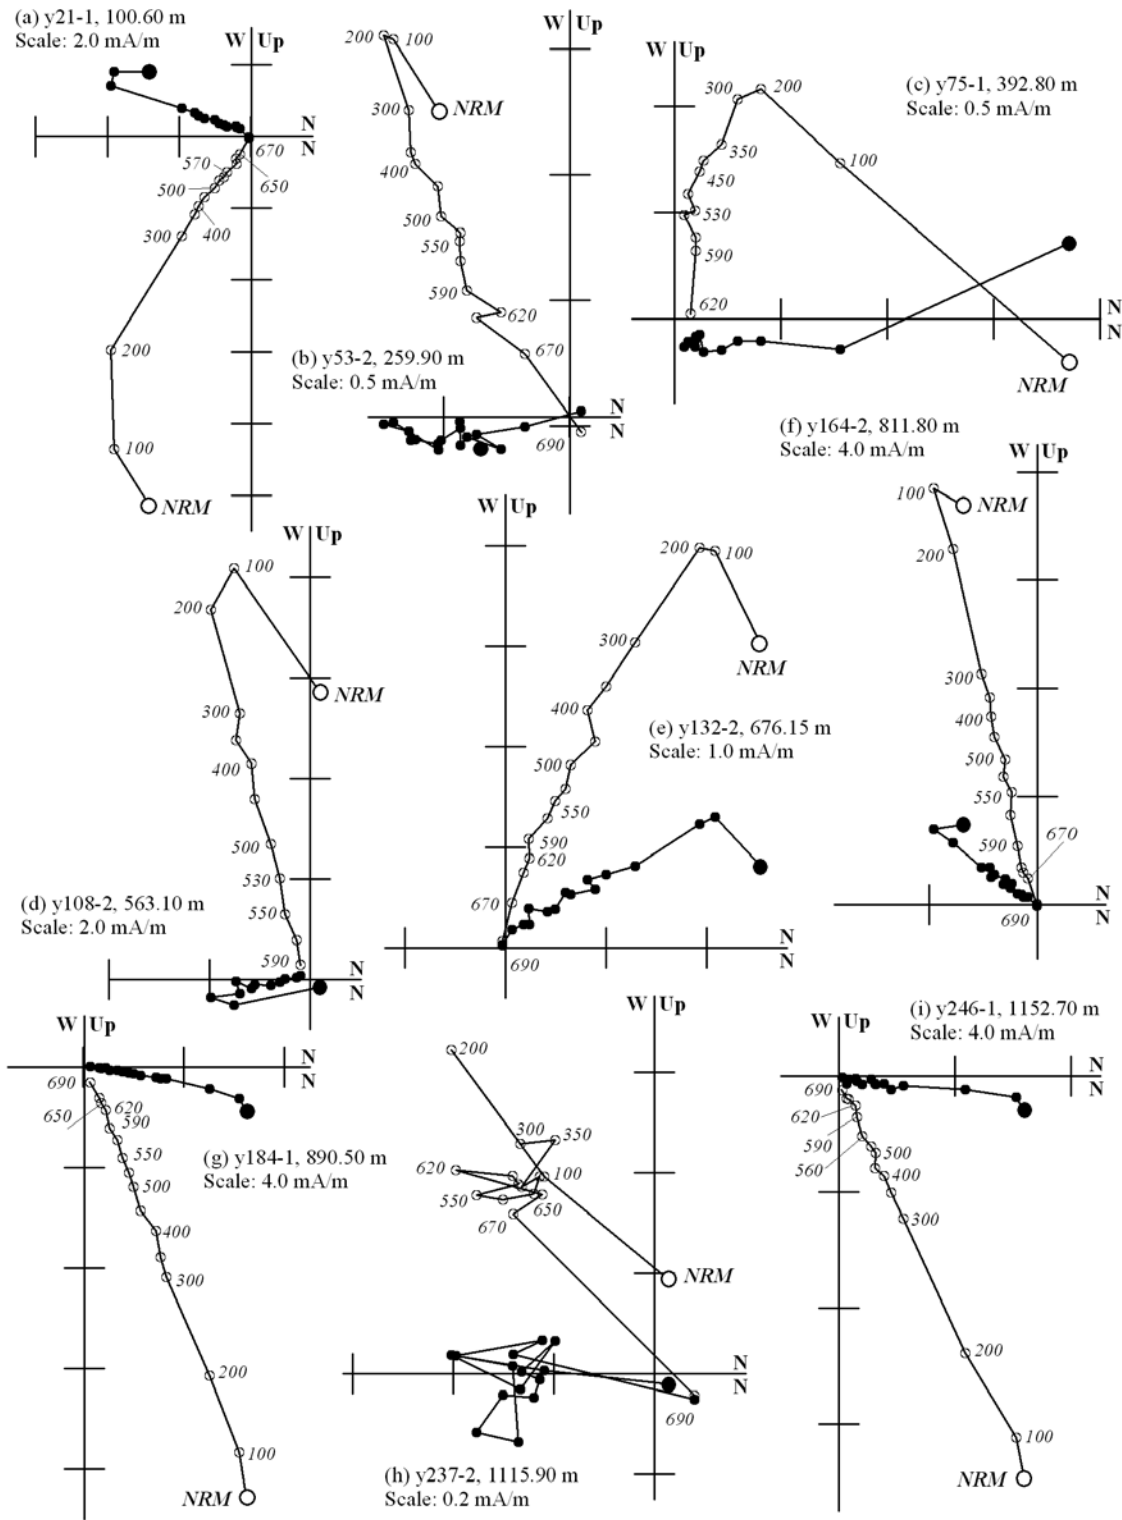 (a) y21-1, 100.60 m
Scale: 2.0 mA/m
W Up
N
N
670
650
570
500
400
300
200
100
NRM
W Up
200
100
NRM
300
400
500
550
590
620
670
(b) y53-2, 259.90 m
Scale: 0.5 mA/m
N
N
690
(c) y75-1, 392.80 m
Scale: 0.5 mA/m
W Up
300
200
350
100
450
530
590
620
N
N
NRM
(d) y108-2, 563.10 m
Scale: 2.0 mA/m
W Up
100
200
NRM
300
400
500
530
550
590
N
N
(e) y132-2, 676.15 m
Scale: 1.0 mA/m
200
100
NRM
300
400
500
550
590
620
670
N
N
690
(f) y164-2, 811.80 m
Scale: 4.0 mA/m
W Up
100
NRM
200
300
400
500
550
590
670
N
N
690
W Up
N
N
690
650
620
590
550
500
400
300
200
100
NRM
(g) y184-1, 890.50 m
Scale: 4.0 mA/m
200
300
350
620
100
550
650
670
NRM
N
N
690
(h) y237-2, 1115.90 m
Scale: 0.2 mA/m
(i) y246-1, 1152.70 m
Scale: 4.0 mA/m
W Up
N
N
690
620
590
560
500
400
300
200
100
NRM